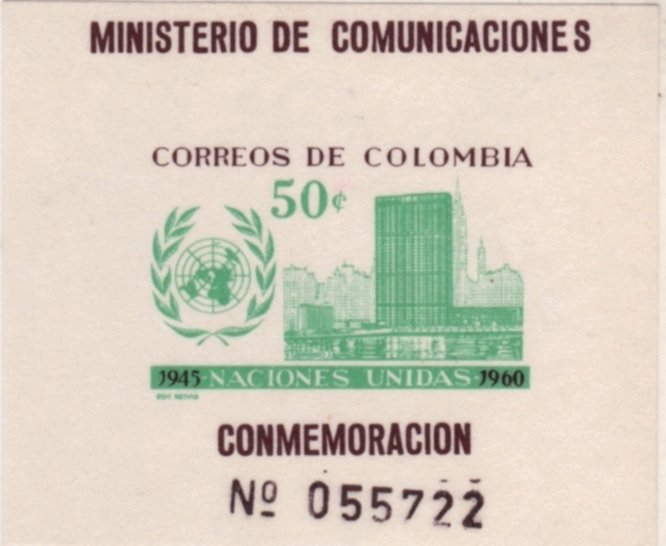 MINISTERIO DE COMUNICACIONES
CORREOS DE COLOMBIA
50¢
1945 NACIONES UNIDAS 1960
CONMEMORACION
Nº 055722